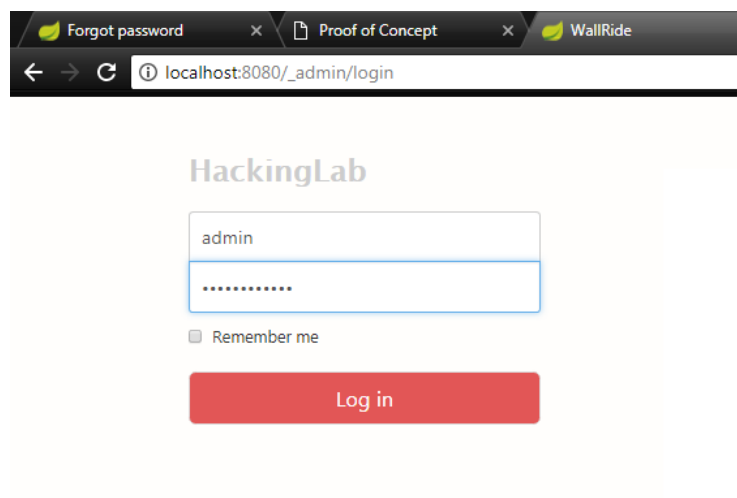 Forgot password Proof of Concept WallRide
localhost:8080/_admin/login
HackingLab
admin
••••••••••••
Remember me
Log in